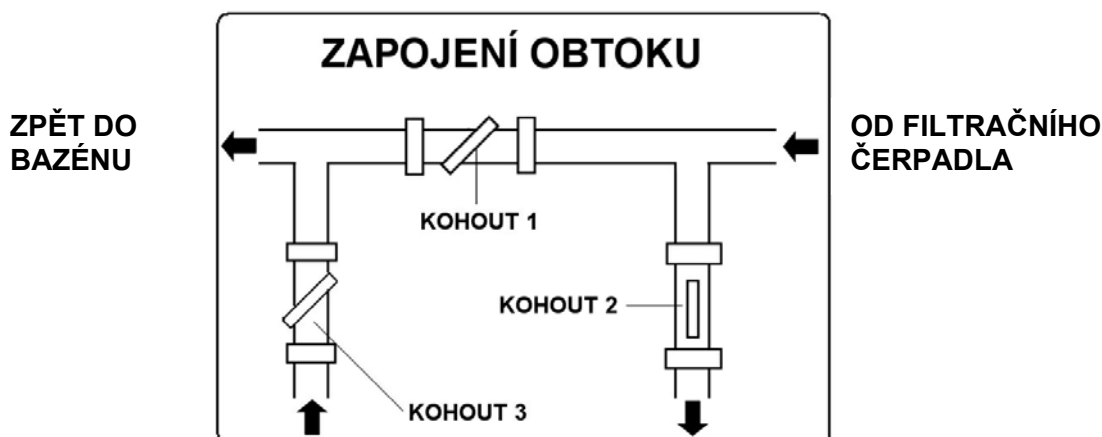 ZAPOJENÍ OBTOKU
ZPĚT DO
BAZÉNU
OD FILTRAČNÍHO
ČERPADLA
KOHOUT 1
KOHOUT 2
KOHOUT 3